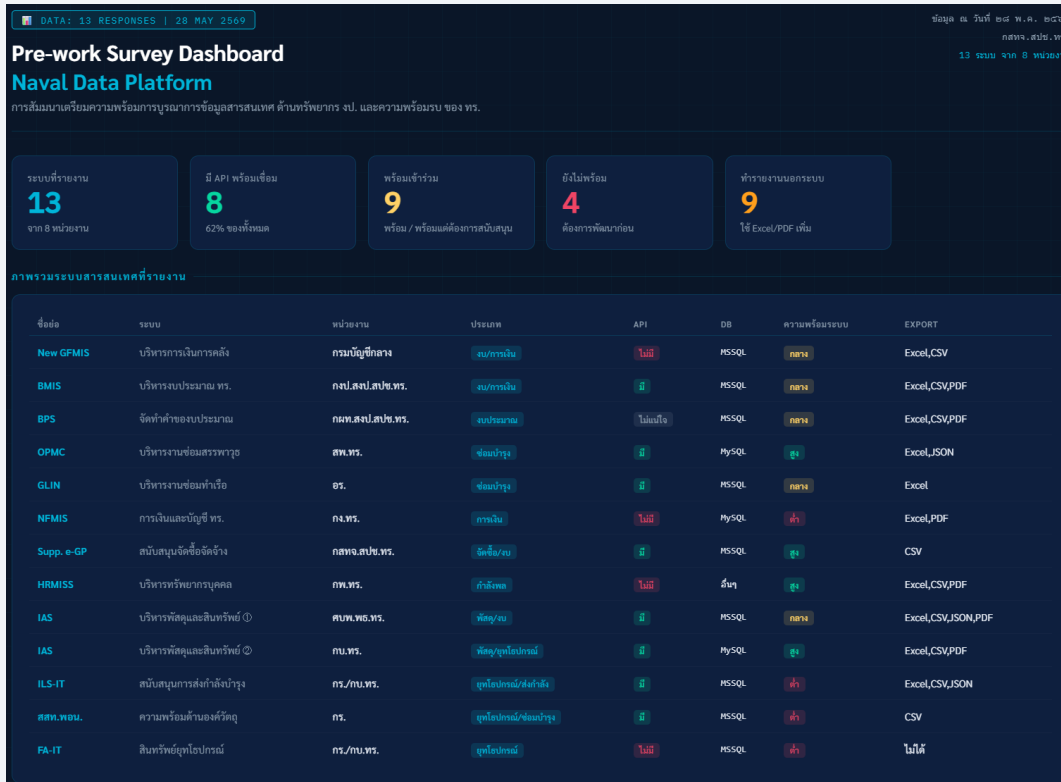 📊 DATA: 13 RESPONSES | 28 MAY 2569
ข้อมูล ณ วันที่ ๒๘ พ.ค.
กสทจ.สปช.
13 ระบบ จาก 8
Pre-work Survey Dashboard
Naval Data Platform
การสัมมนาเตรียมความพร้อมการบูรณาการข้อมูลสารสนเทศ ด้านทรัพยากร งป. และความพร้อมรบ ของ ทร.
ระบบที่รายงาน
13
จาก 8 หน่วยงาน
มี API พร้อมเชื่อม
8
62% ของทั้งหมด
พร้อมเข้าร่วม
9
พร้อม / พร้อมแต่ต้องการสนับสนุน
ยังไม่พร้อม
4
ต้องการพัฒนาก่อน
ทำรายงานนอกระบบ
9
ใช้ Excel/PDF เพิ่ม
ภาพรวมระบบสารสนเทศที่รายงาน
ชื่อย่อ ระบบ หน่วยงาน ประเภท API DB ความพร้อมระบบ EXPORT
New GFMIS บริหารการเงินการคลัง กรมบัญชีกลาง งบ/การเงิน ไม่มี MSSQL กลาง Excel,CSV
BMIS บริหารงบประมาณ ทร. กงป.สงป.สปช.ทร. งบ/การเงิน มี MSSQL กลาง Excel,CSV,PDF
BPS จัดทำคำของบประมาณ กผท.สงป.สปช.ทร. งบประมาณ ไม่แน่ใจ MSSQL กลาง Excel,CSV,PDF
OPMC บริหารงานซ่อมสรรพาวุธ สพ.ทร. ซ่อมบำรุง มี MySQL สูง Excel,JSON
GLIN บริหารงานซ่อมทำเรือ อร. ซ่อมบำรุง มี MSSQL กลาง Excel
NFMIS การเงินและบัญชี ทร. กง.ทร. การเงิน ไม่มี MySQL ต่ำ Excel,PDF
Supp. e-GP สนับสนุนจัดซื้อจัดจ้าง กสทจ.สปช.ทร. จัดซื้อ/งบ มี MSSQL สูง CSV
HRMISS บริหารทรัพยากรบุคคล กพ.ทร. กำลังพล ไม่มี อื่นๆ สูง Excel,CSV,PDF
IAS บริหารพัสดุและสินทรัพย์ ① ศบพ.พธ.ทร. พัสดุ/งบ มี MSSQL กลาง Excel,CSV,JSON,PDF
IAS บริหารพัสดุและสินทรัพย์ ② กบ.ทร. พัสดุ/ยุทโธปกรณ์ มี MySQL สูง Excel,CSV,PDF
ILS-IT สนับสนุนการส่งกำลังบำรุง กร./กบ.ทร. ยุทโธปกรณ์/ส่งกำลัง มี MSSQL ต่ำ Excel,CSV,JSON
สสท.พอน. ความพร้อมด้านองค์วัตถุ กร. ยุทโธปกรณ์/ซ่อมบำรุง มี MSSQL ต่ำ CSV
FA-IT สินทรัพย์ยุทโธปกรณ์ กร./กบ.ทร. ยุทโธปกรณ์ ไม่มี MSSQL ต่ำ ไม่ได้